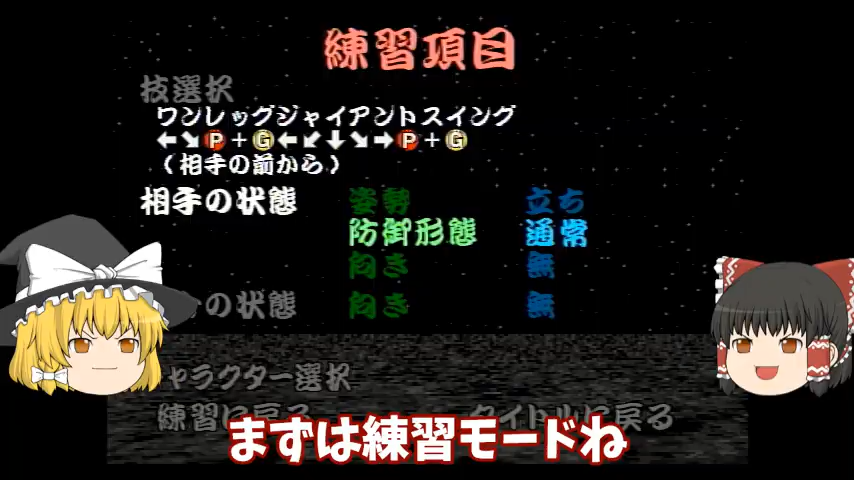 練習項目
技選択
ワンレッグジャイアントスイング
←↘P+G←↙↓↘→P+G
(相手の前から)
相手の状態 姿勢 立ち
防御形態 通常
向き 無
の状態 向き 無
ャラクター選択
練習に戻る タイトルに戻る
まずは練習モードね